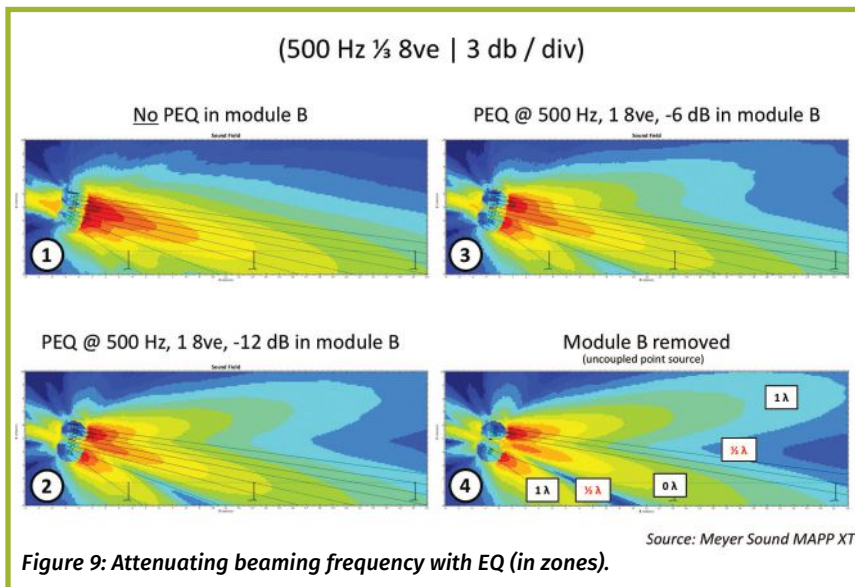 (500 Hz ⅓ 8ve | 3 db / div)
No PEQ in module B
Sound Field
1
PEQ @ 500 Hz, 1 8ve, -6 dB in module B
Sound Field
3
PEQ @ 500 Hz, 1 8ve, -12 dB in module B
Sound Field
2
Module B removed
(uncoupled point source)
1 λ
½ λ
0 λ
½ λ
1 λ
4
Source: Meyer Sound MAPP XT
Figure 9: Attenuating beaming frequency with EQ (in zones).